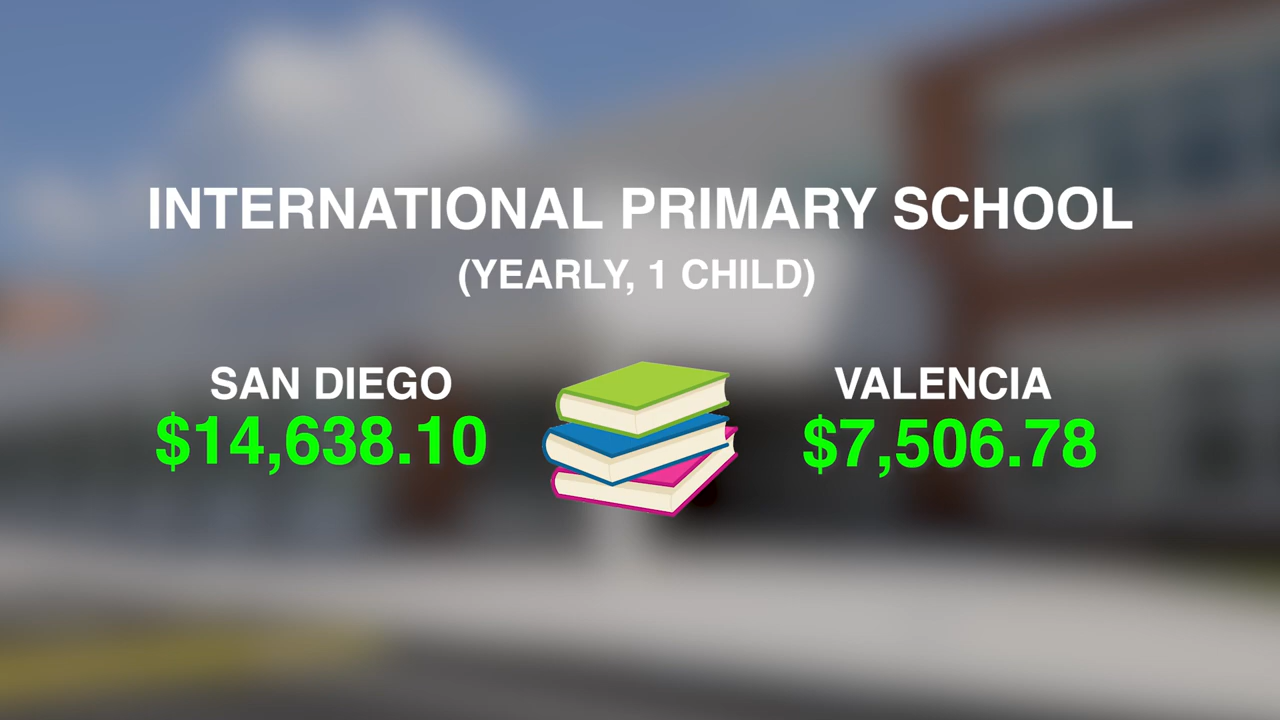 INTERNATIONAL PRIMARY SCHOOL
(YEARLY, 1 CHILD)
SAN DIEGO
$14,638.10
VALENCIA
$7,506.78